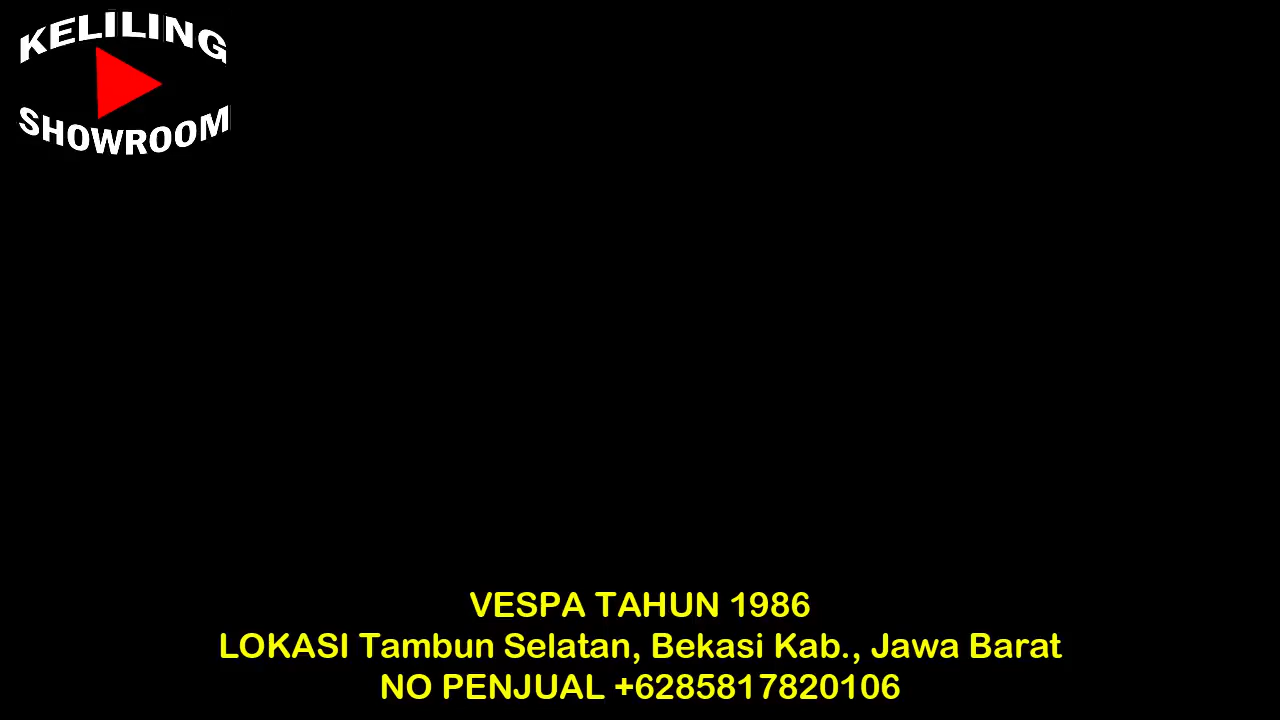 KELILING
SHOWROOM
VESPA TAHUN 1986
LOKASI Tambun Selatan, Bekasi Kab., Jawa Barat
NO PENJUAL +6285817820106